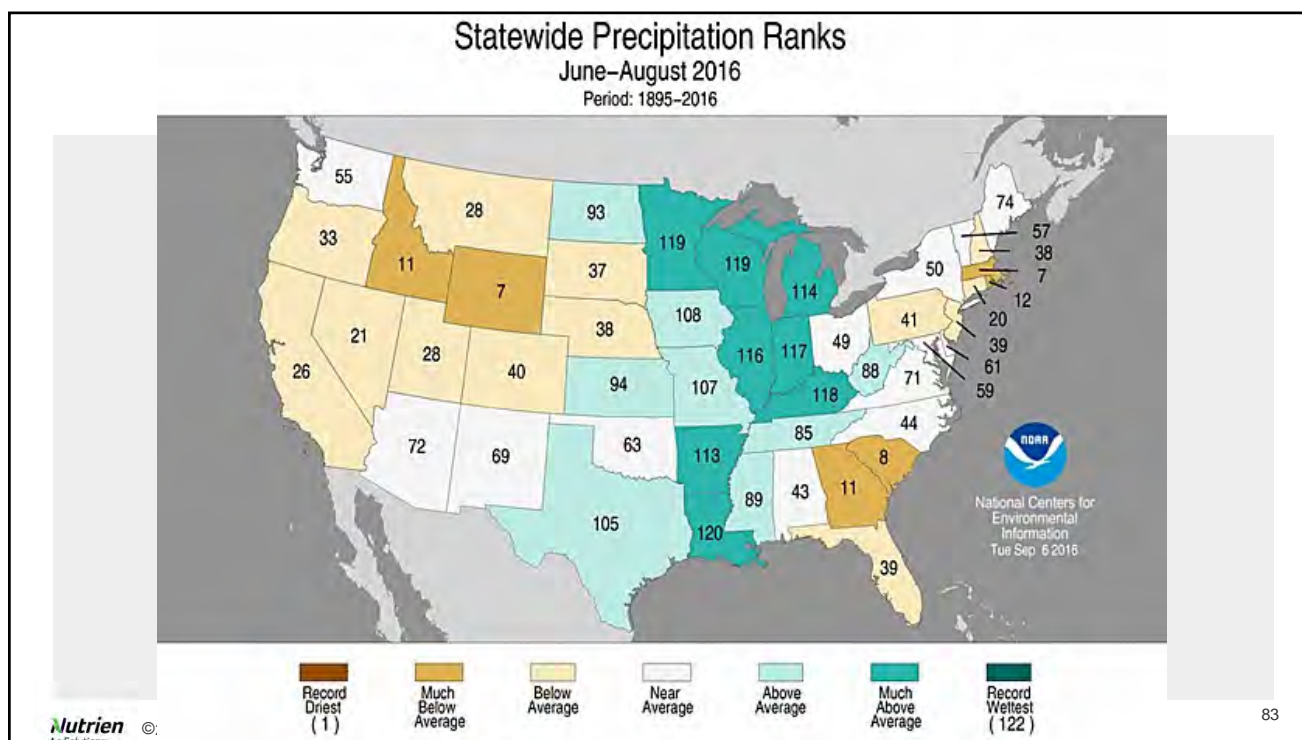 Statewide Precipitation Ranks
June–August 2016
Period: 1895–2016
55
33
11
28
7
26
21
28
40
72
69
93
37
38
94
63
105
119
108
107
113
120
119
116
114
117
118
49
88
85
89
43
11
8
44
71
39
41
50
74
57
38
7
12
20
39
61
59
NOAA
National Centers for
Environmental
Information
Tue Sep 6 2016
Record
Driest
(1)
Much
Below
Average
Below
Average
Near
Average
Above
Average
Much
Above
Average
Record
Wettest
(122)
Nutrien ©
83